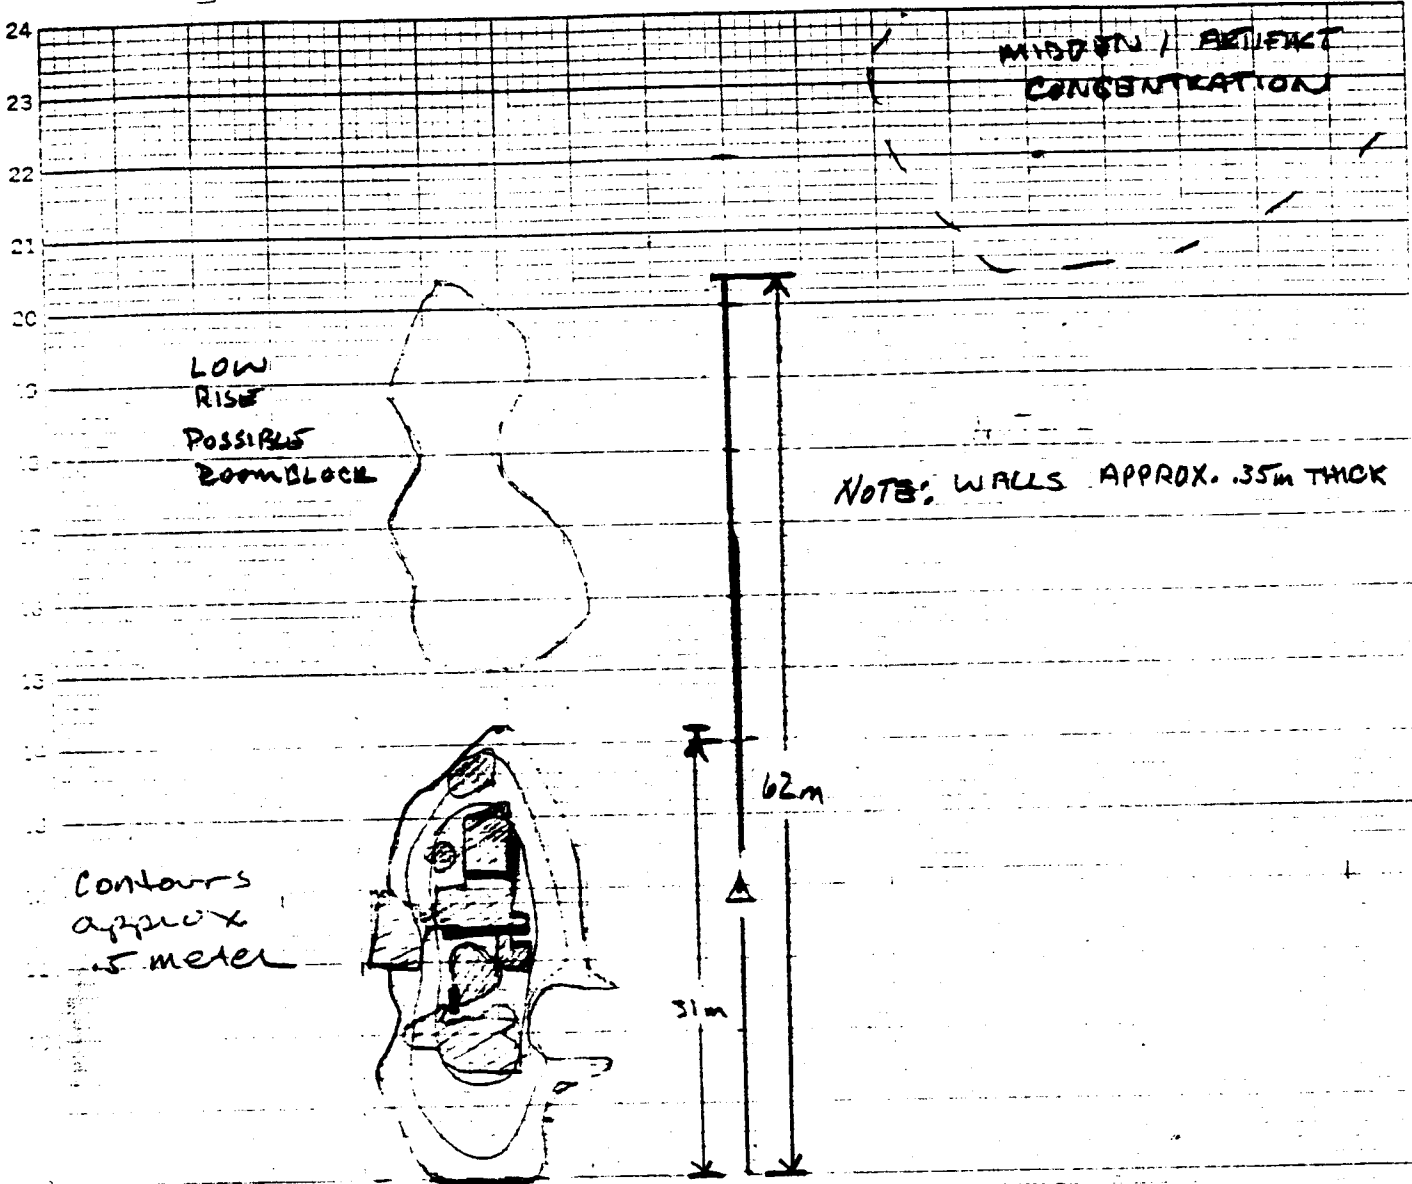 24
MIDDEN / ARTIFACT
CONCENTRATION
23
22
21
20
LOW
RISE
POSSIBLE
ROOMBLOCK
NOTE: WALLS APPROX. .35m THICK
62m
Contours
approx
.5 meter
31m